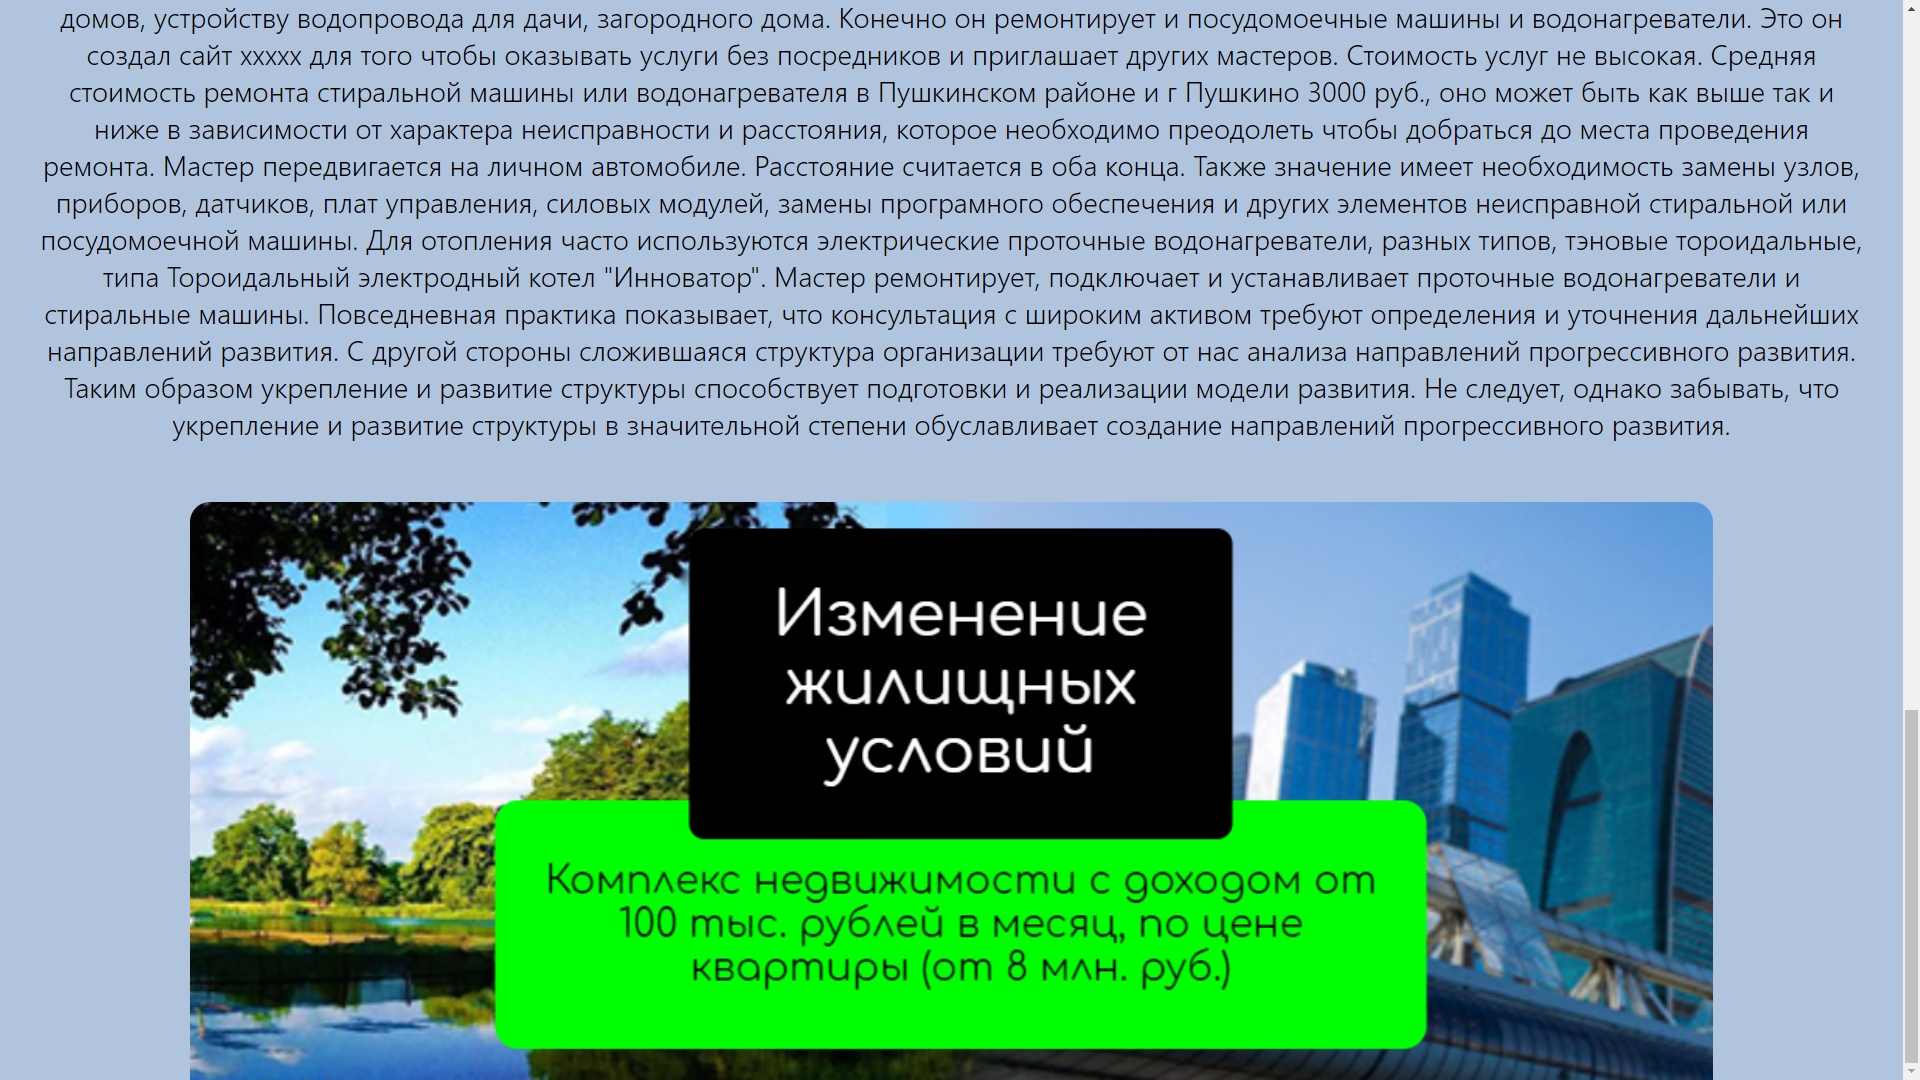 домов, устройству водопровода для дачи, загородного дома. Конечно он ремонтирует и посудомоечные машины и водонагреватели. Это он
создал сайт ххххх для того чтобы оказывать услуги без посредников и приглашает других мастеров. Стоимость услуг не высокая. Средняя
стоимость ремонта стиральной машины или водонагревателя в Пушкинском районе и г Пушкино 3000 руб., оно может быть как выше так и
ниже в зависимости от характера неисправности и расстояния, которое необходимо преодолеть чтобы добраться до места проведения
ремонта. Мастер передвигается на личном автомобиле. Расстояние считается в оба конца. Также значение имеет необходимость замены узлов,
приборов, датчиков, плат управления, силовых модулей, замены програмного обеспечения и других элементов неисправной стиральной или
посудомоечной машины. Для отопления часто используются электрические проточные водонагреватели, разных типов, тэновые тороидальные,
типа Тороидальный электродный котел "Инноватор". Мастер ремонтирует, подключает и устанавливает проточные водонагреватели и
стиральные машины. Повседневная практика показывает, что консультация с широким активом требуют определения и уточнения дальнейших
направлений развития. С другой стороны сложившаяся структура организации требуют от нас анализа направлений прогрессивного развития.
Таким образом укрепление и развитие структуры способствует подготовки и реализации модели развития. Не следует, однако забывать, что
укрепление и развитие структуры в значительной степени обуславливает создание направлений прогрессивного развития.
Изменение
жилищных
условий
Комплекс недвижимости с доходом от
100 тыс. рублей в месяц, по цене
квартиры (от 8 млн. руб.)